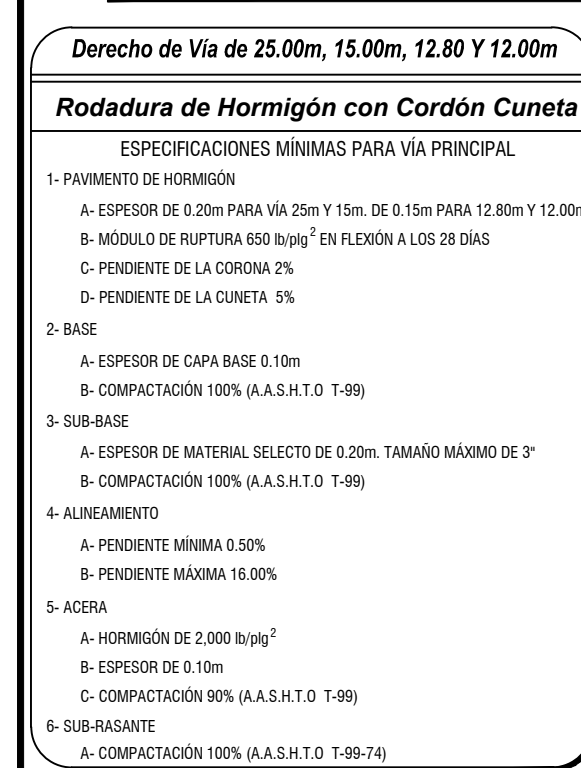 Derecho de Vía de 25.00m, 15.00m, 12.80 Y 12.00m
Rodadura de Hormigón con Cordón Cuneta
ESPECIFICACIONES MÍNIMAS PARA VÍA PRINCIPAL
1- PAVIMENTO DE HORMIGÓN
A- ESPESOR DE 0.20m PARA VÍA 25m Y 15m. DE 0.15m PARA 12.80m Y 12.00m
B- MÓDULO DE RUPTURA 650 lb/plg² EN FLEXIÓN A LOS 28 DÍAS
C- PENDIENTE DE LA CORONA 2%
D- PENDIENTE DE LA CUNETA 5%
2- BASE
A- ESPESOR DE CAPA BASE 0.10m
B- COMPACTACIÓN 100% (A.A.S.H.T.O T-99)
3- SUB-BASE
A- ESPESOR DE MATERIAL SELECTO DE 0.20m. TAMAÑO MÁXIMO DE 3"
B- COMPACTACIÓN 100% (A.A.S.H.T.O T-99)
4- ALINEAMIENTO
A- PENDIENTE MÍNIMA 0.50%
B- PENDIENTE MÁXIMA 16.00%
5- ACERA
A- HORMIGÓN DE 2,000 lb/plg²
B- ESPESOR DE 0.10m
C- COMPACTACIÓN 90% (A.A.S.H.T.O T-99)
6- SUB-RASANTE
A- COMPACTACIÓN 100% (A.A.S.H.T.O T-99-74)